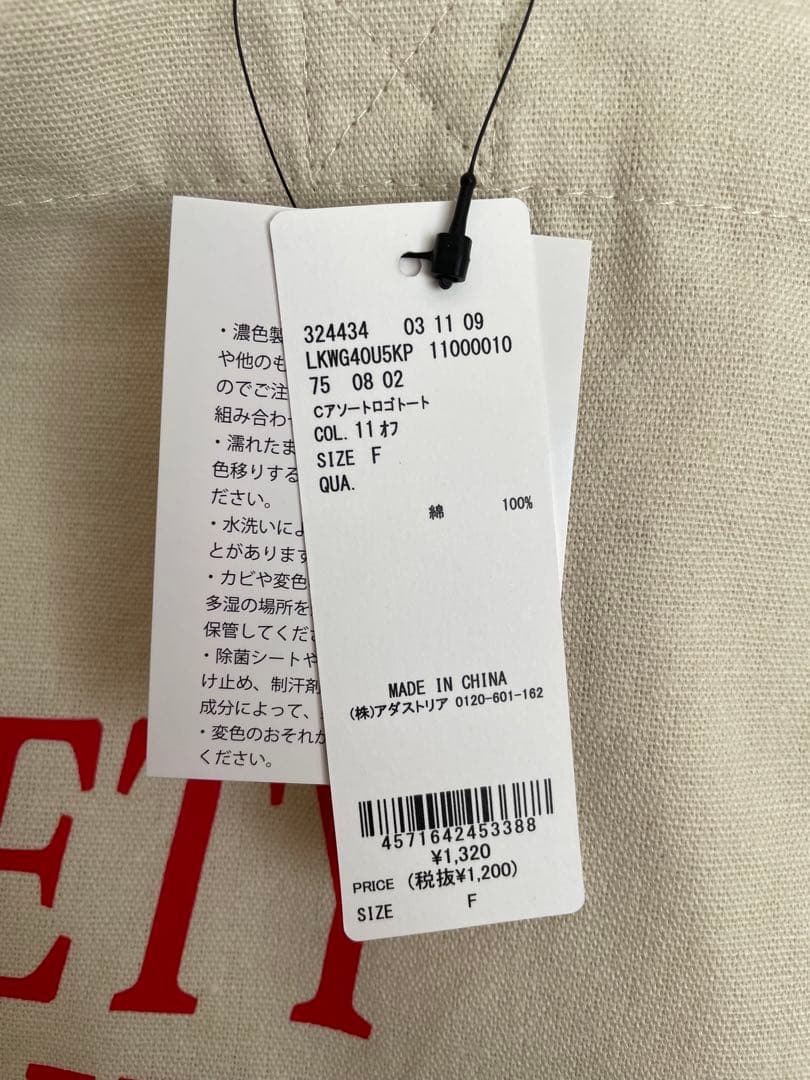 ・濃色製
や他のも
のでご注
組み合わ
・濡れたま
色移りする
ださい。
・水洗いによ
とがあります
・カビや変色
多湿の場所を
保管してくださ
・除菌シートや
け止め、制汗剤
成分によって、
・変色のおそれが
ください。
324434 03 11 09
LKWG40U5KP 11000010
75 08 02
Cアソートロゴトート
COL. 11 ｵﾌ
SIZE F
QUA.
綿 100%
MADE IN CHINA
(株)アダストリア 0120-601-162
4571642453388
¥1,320
PRICE (税抜¥1,200)
SIZE F
ETT